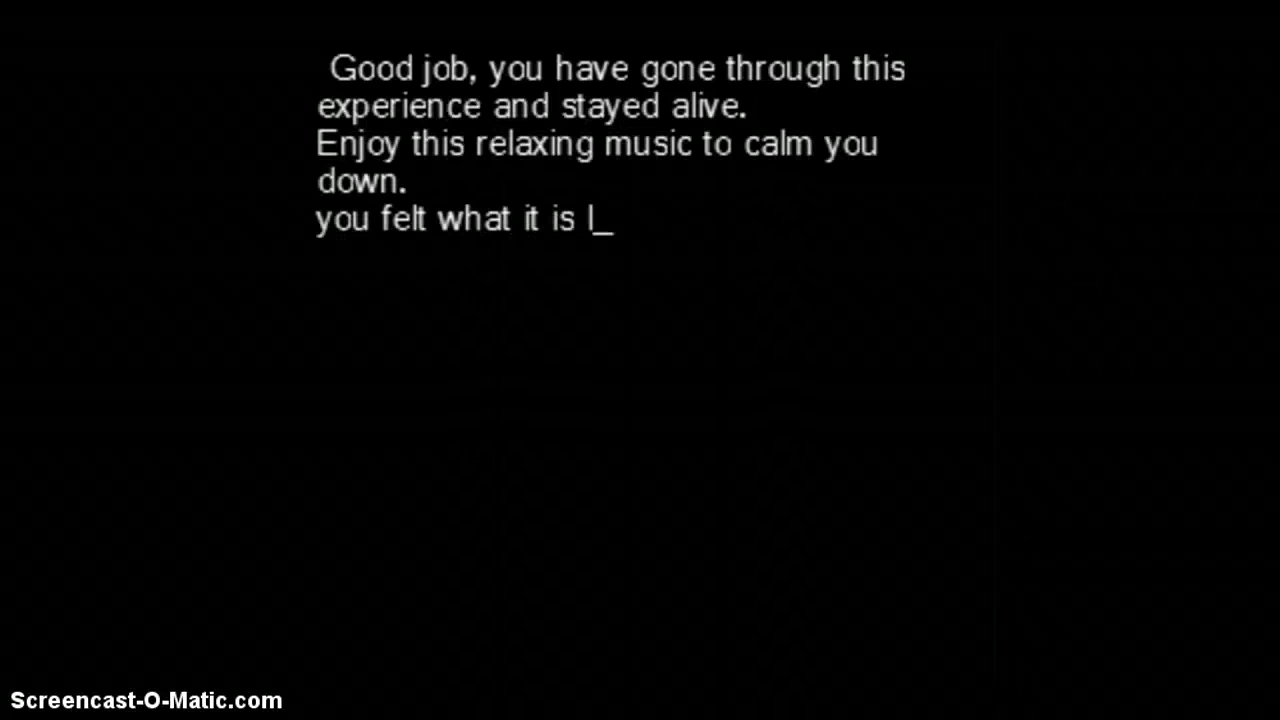 Good job, you have gone through this
experience and stayed alive.
Enjoy this relaxing music to calm you
down.
you felt what it is l_
Screencast-O-Matic.com